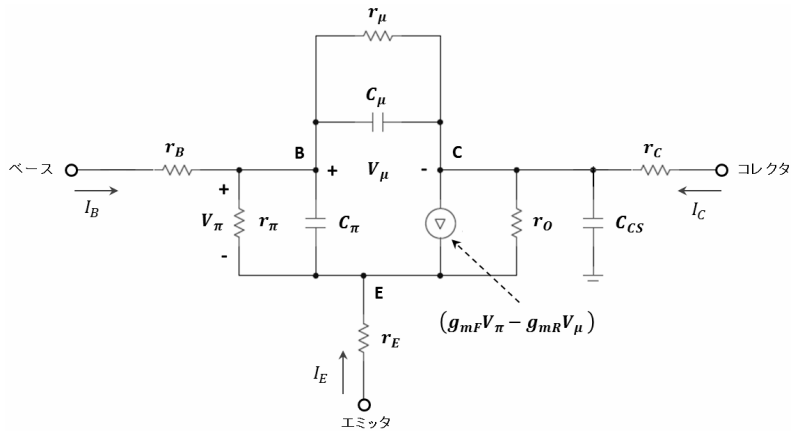 rμ
Cμ
rB
B
+
Vμ
-
C
rC
ベース
コレクタ
IB
+
Vπ
-
rπ
Cπ
rO
CCS
IC
E
(gmFVπ − gmRVμ)
rE
IE
エミッタ